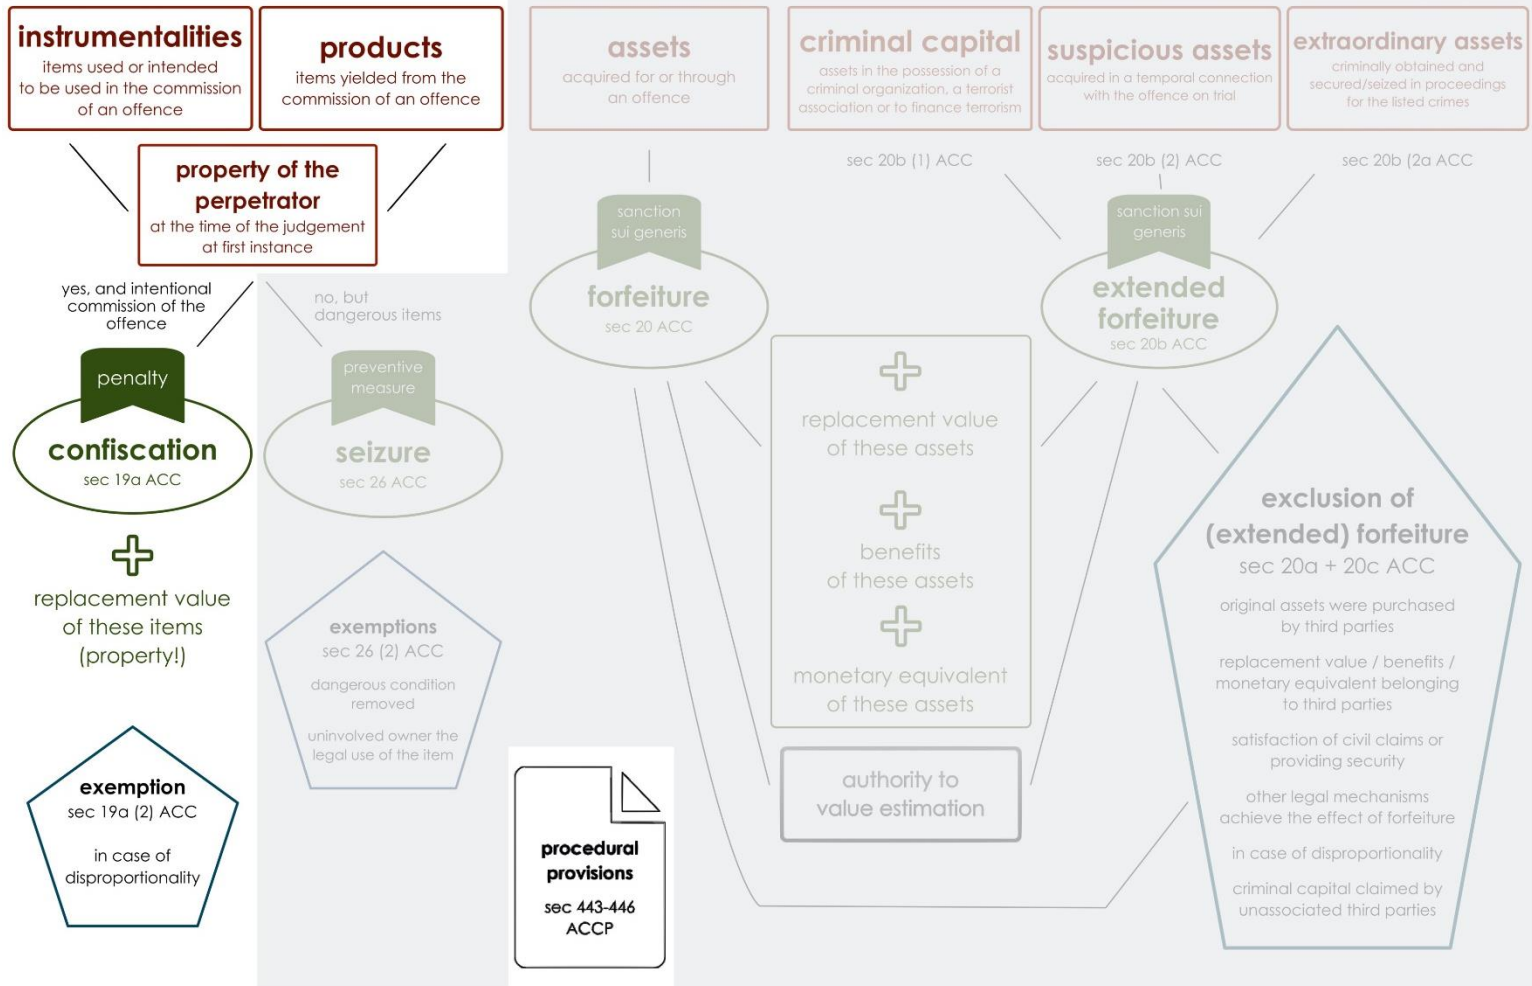 instrumentalities
items used or intended
to be used in the commission
of an offence
products
items yielded from the
commission of an offence
assets
acquired for or through
an offence
criminal capital
assets in the possession of a
criminal organization, a terrorist
association or to finance terrorism
suspicious assets
acquired in a temporal connection
with the offence on trial
extraordinary assets
criminally obtained and
secured/seized in proceedings
for the listed crimes
property of the
perpetrator
at the time of the judgement
at first instance
sec 20b (1) ACC
sec 20b (2) ACC
sec 20b (2a ACC
yes, and intentional
commission of the
offence
no, but
dangerous items
penalty
confiscation
sec 19a ACC
replacement value
of these items
(property!)
exemption
sec 19a (2) ACC
in case of
disproportionality
preventive
measure
seizure
sec 26 ACC
exemptions
sec 26 (2) ACC
dangerous condition
removed
uninvolved owner the
legal use of the item
sanction
sui generis
forfeiture
sec 20 ACC
sanction sui
generis
extended
forfeiture
sec 20b ACC
replacement value
of these assets
benefits
of these assets
monetary equivalent
of these assets
authority to
value estimation
procedural
provisions
sec 443-446
ACCP
exclusion of
(extended) forfeiture
sec 20a + 20c ACC
original assets were purchased
by third parties
replacement value / benefits /
monetary equivalent belonging
to third parties
satisfaction of civil claims or
providing security
other legal mechanisms
achieve the effect of forfeiture
in case of disproportionality
criminal capital claimed by
unassociated third parties